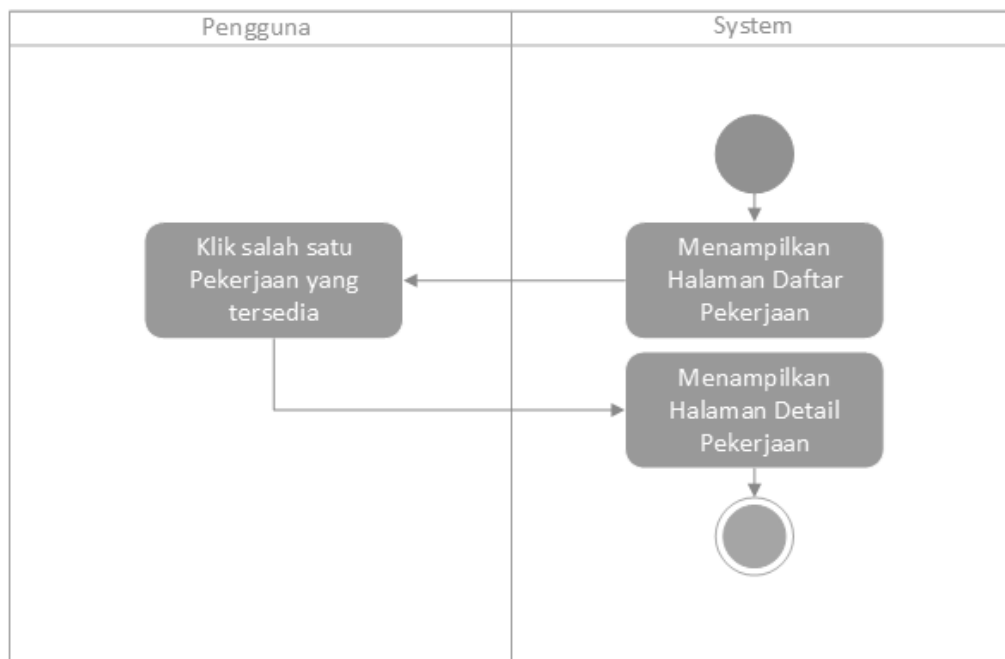 Pengguna
System
Klik salah satu
Pekerjaan yang
tersedia
Menampilkan
Halaman Daftar
Pekerjaan
Menampilkan
Halaman Detail
Pekerjaan